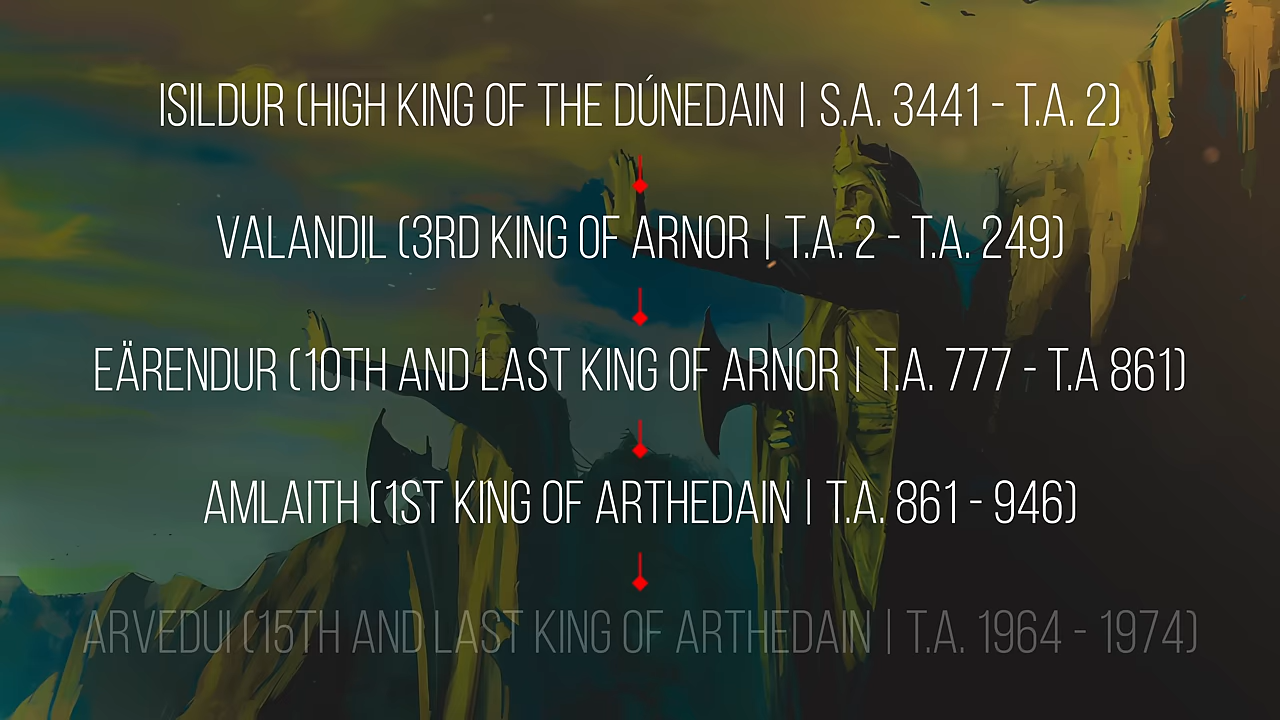 ISILDUR (HIGH KING OF THE DÚNEDAIN | S.A. 3441 - T.A. 2)
VALANDIL (3RD KING OF ARNOR | T.A. 2 - T.A. 249)
EÄRENDUR (10TH AND LAST KING OF ARNOR | T.A. 777 - T.A 861)
AMLAITH (1ST KING OF ARTHEDAIN | T.A. 861 - 946)
ARVEDUI (15TH AND LAST KING OF ARTHEDAIN | T.A. 1964 - 1974)